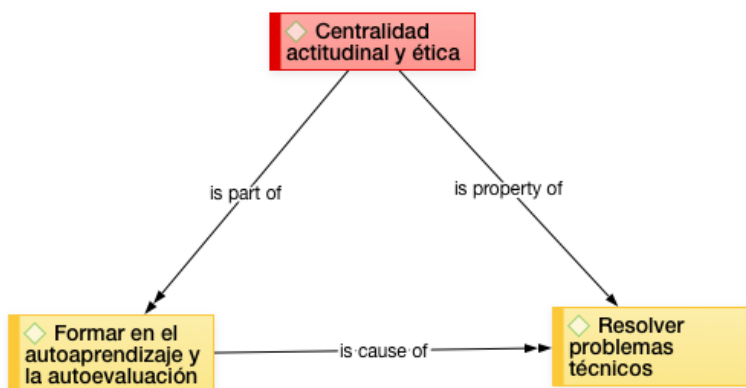 Centralidad
actitudinal y ética
is part of
is property of
Formar en el
autoaprendizaje y
la autoevaluación
is cause of
Resolver
problemas
técnicos